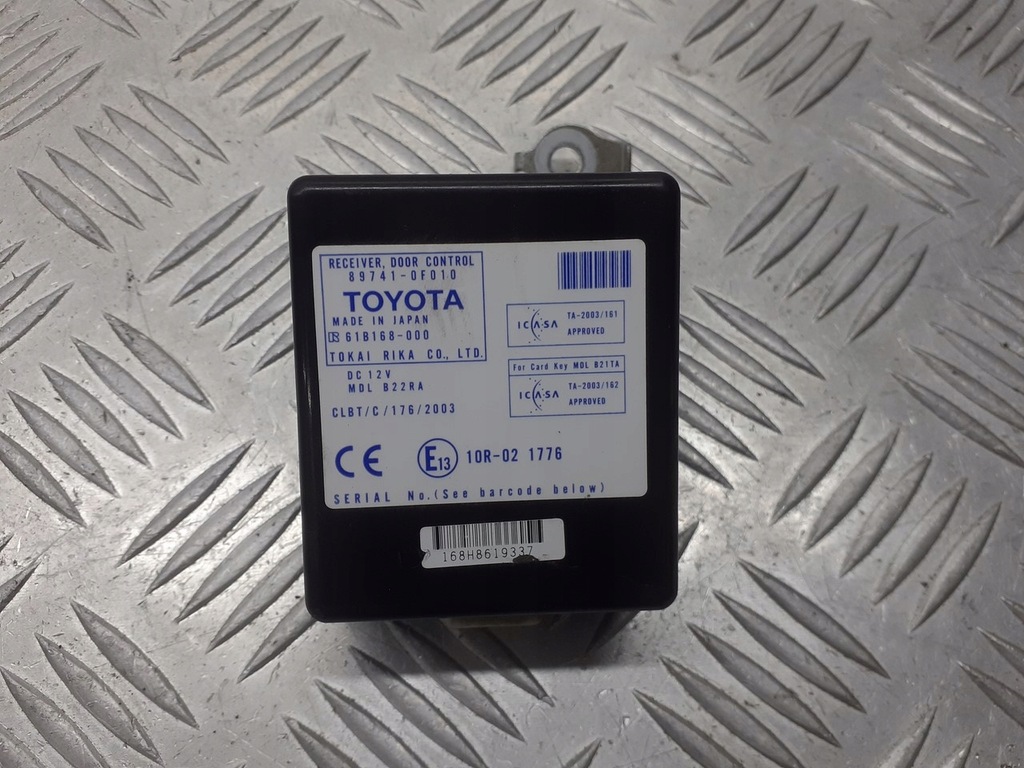 RECEIVER, DOOR CONTROL
89741-0F010
TOYOTA
MADE IN JAPAN
61B168-000
TOKAI RIKA CO., LTD.
DC 12V
MDL B22RA
CLBT/C/176/2003
ICASA
TA-2003/161
APPROVED
For Card Key MDL B21TA
ICASA
TA-2003/162
APPROVED
CE
E13
10R-02 1776
SERIAL No.(See barcode below)
168H8619337